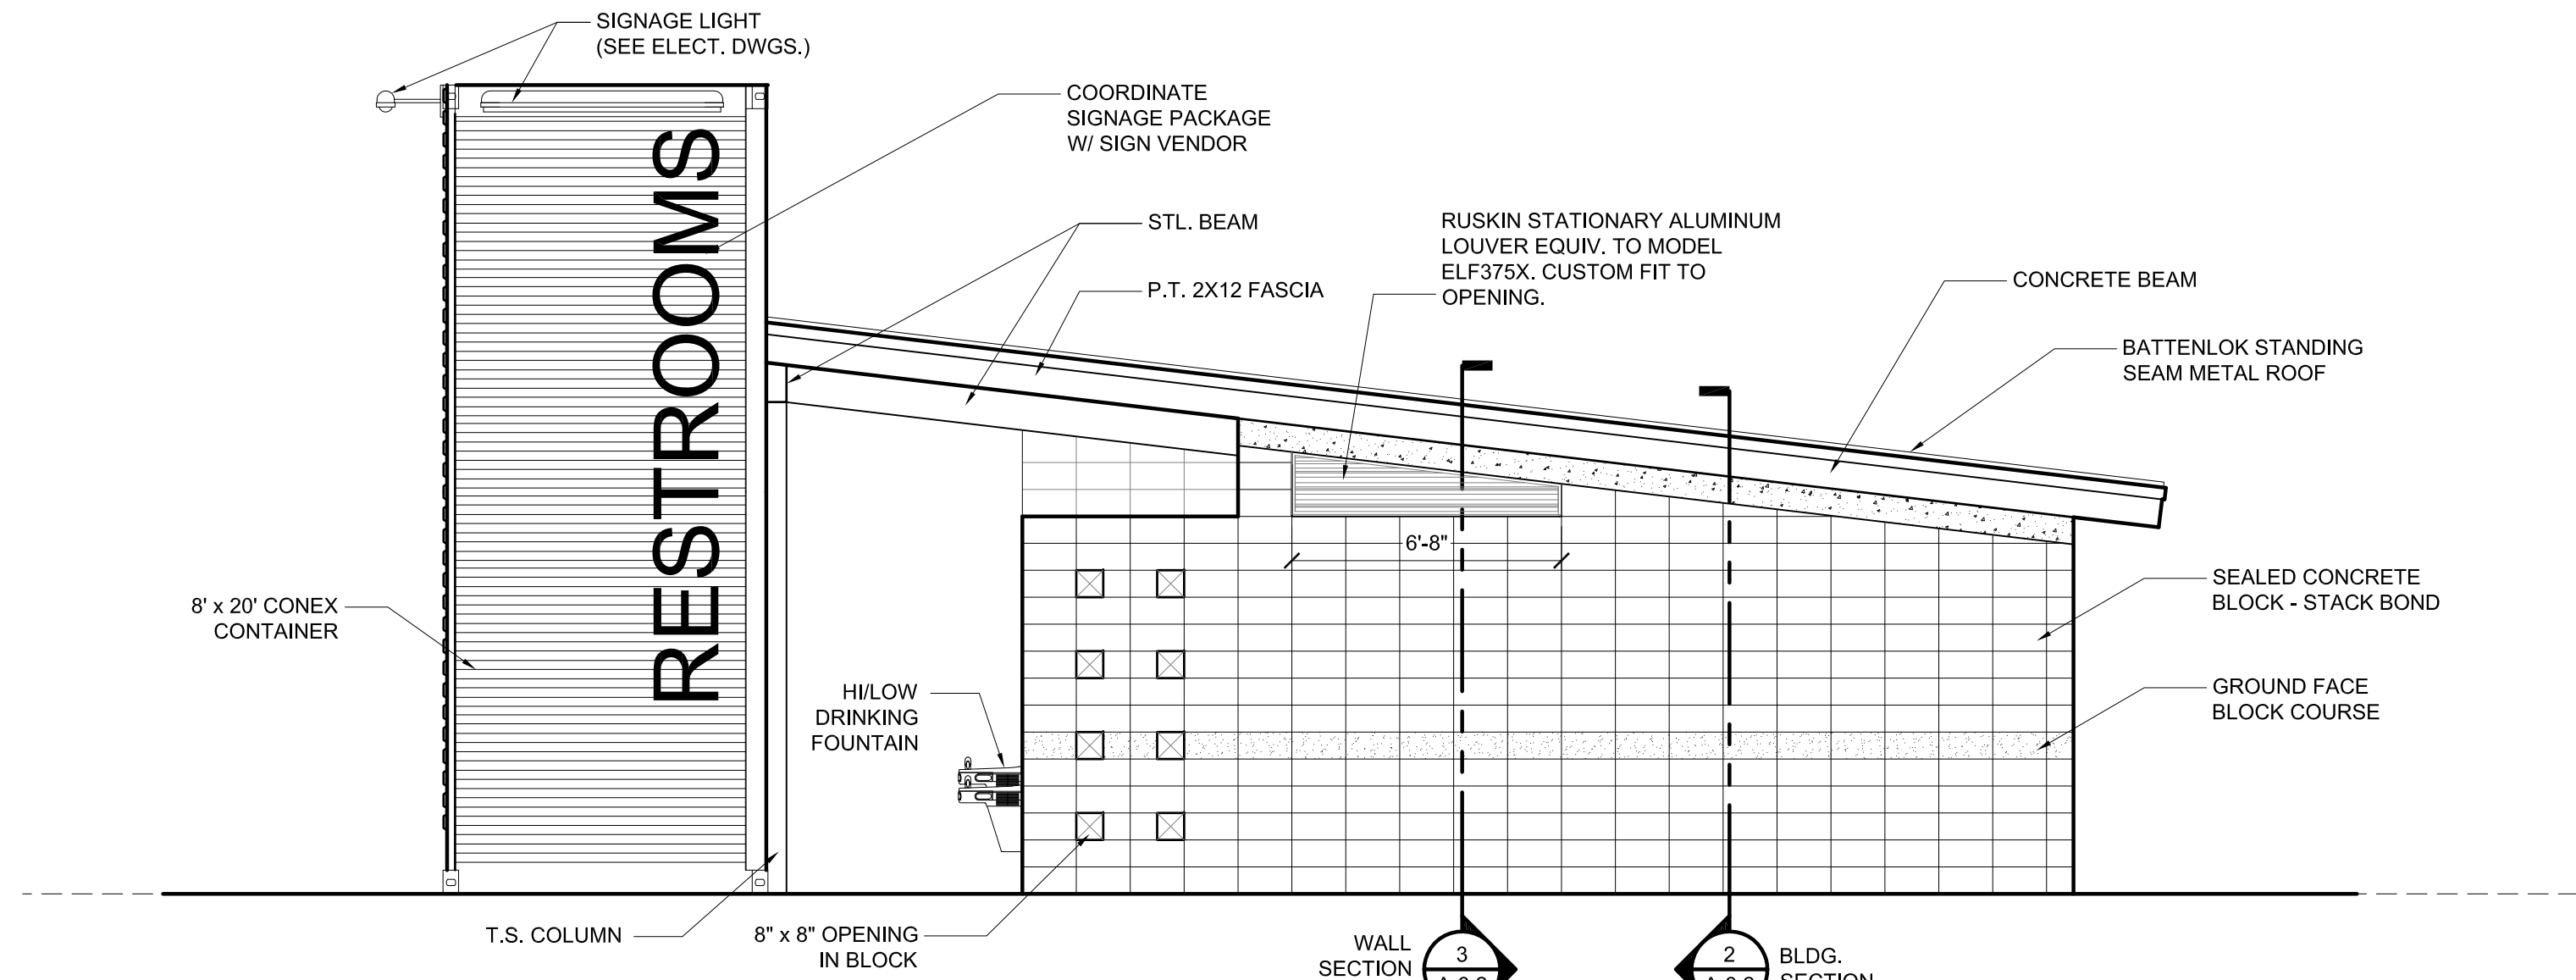 SIGNAGE LIGHT
(SEE ELECT. DWGS.)
COORDINATE
SIGNAGE PACKAGE
W/ SIGN VENDOR
STL. BEAM
P.T. 2X12 FASCIA
RUSKIN STATIONARY ALUMINUM
LOUVER EQUIV. TO MODEL
ELF375X. CUSTOM FIT TO
OPENING.
CONCRETE BEAM
BATTENLOK STANDING
SEAM METAL ROOF
RESTROOMS
6'-8"
8' x 20' CONEX
CONTAINER
SEALED CONCRETE
BLOCK - STACK BOND
HI/LOW
DRINKING
FOUNTAIN
GROUND FACE
BLOCK COURSE
T.S. COLUMN
8" x 8" OPENING
IN BLOCK
WALL
SECTION
3
2
BLDG.
SECTION